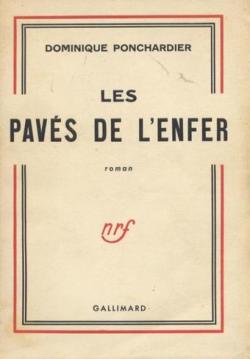 DOMINIQUE PONCHARDIER
LES
PAVÉS DE L'ENFER
roman
nrf
GALLIMARD